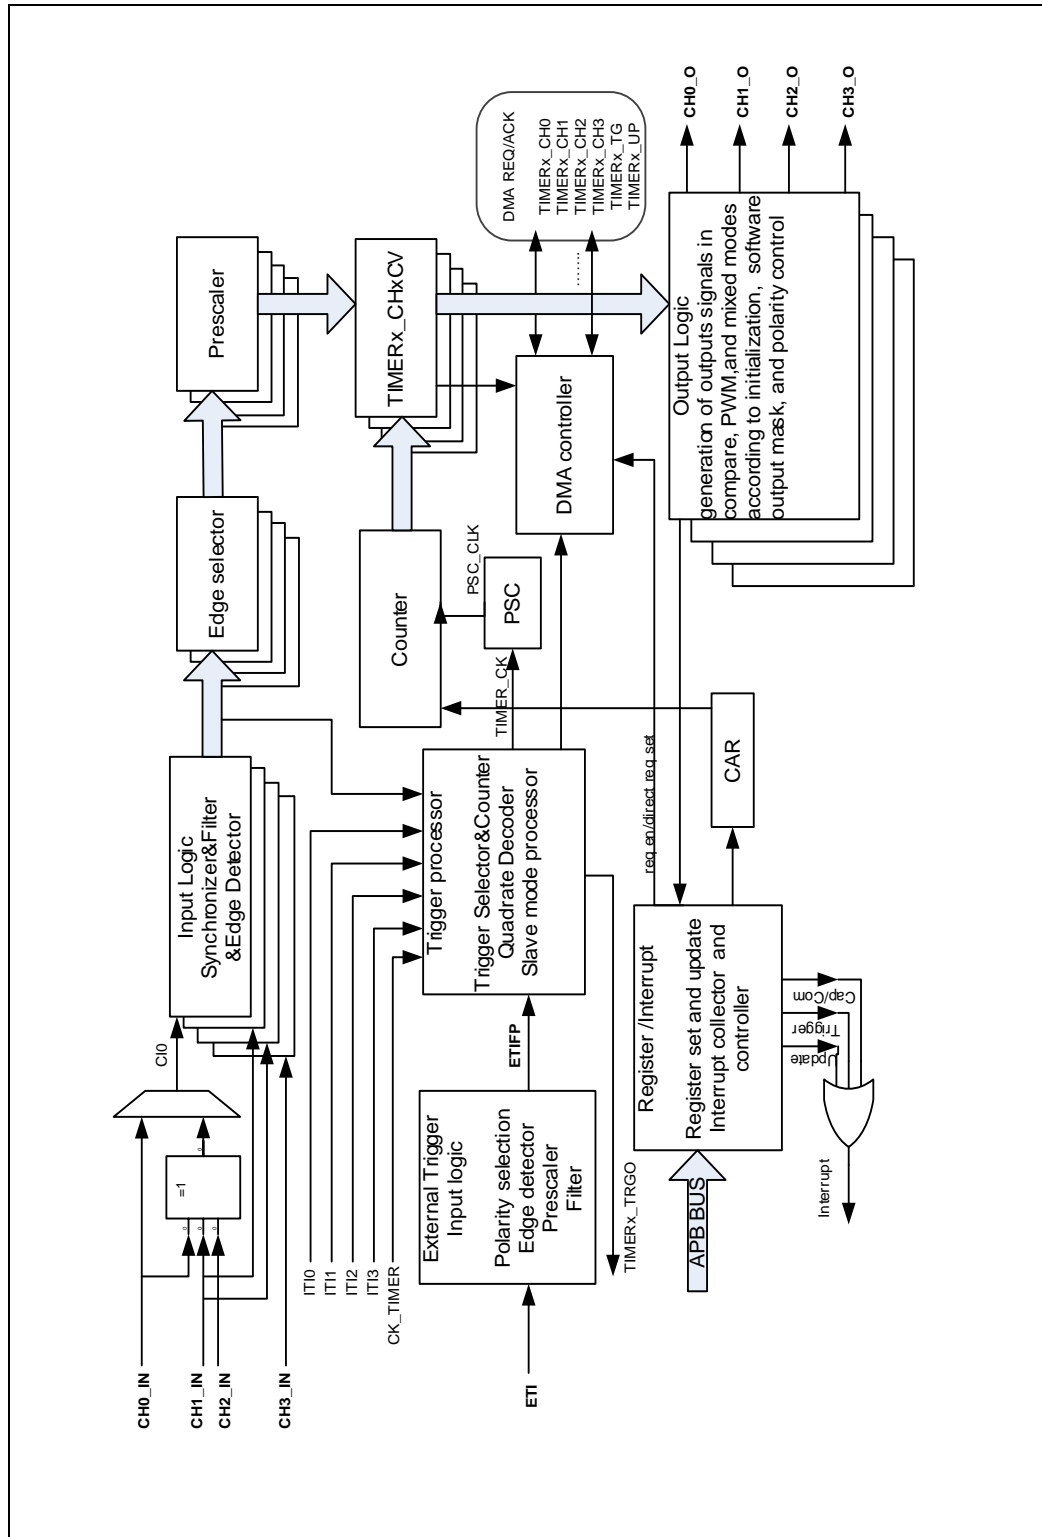 CH0_IN
CH1_IN
CH2_IN
CH3_IN
=1
CI0
Input Logic
Synchronizer&Filter
&Edge Detector
Edge selector
Prescaler
ITI0
ITI1
ITI2
ITI3
CK_TIMER
Trigger processor
Trigger Selector&Counter
Quadrate Decoder
Slave mode processor
Counter
TIMERx_CHxCV
TIMER_CK
PSC
PSC_CLK
DMA controller
DMA REQ/ACK
TIMERx_CH0
TIMERx_CH1
TIMERx_CH2
TIMERx_CH3
TIMERx_TG
TIMERx_UP
........
ETI
External Trigger
Input logic
Polarity selection
Edge detector
Prescaler
Filter
ETIFP
TIMERx_TRGO
req en/direct req set
CAR
APB BUS
Register /Interrupt
Register set and update
Interrupt collector and
controller
Update
Trigger
Cap/Com
Interrupt
Output Logic
generation of outputs signals in
compare, PWM,and mixed modes
according to initialization, software
output mask, and polarity control
CH0_O
CH1_O
CH2_O
CH3_O